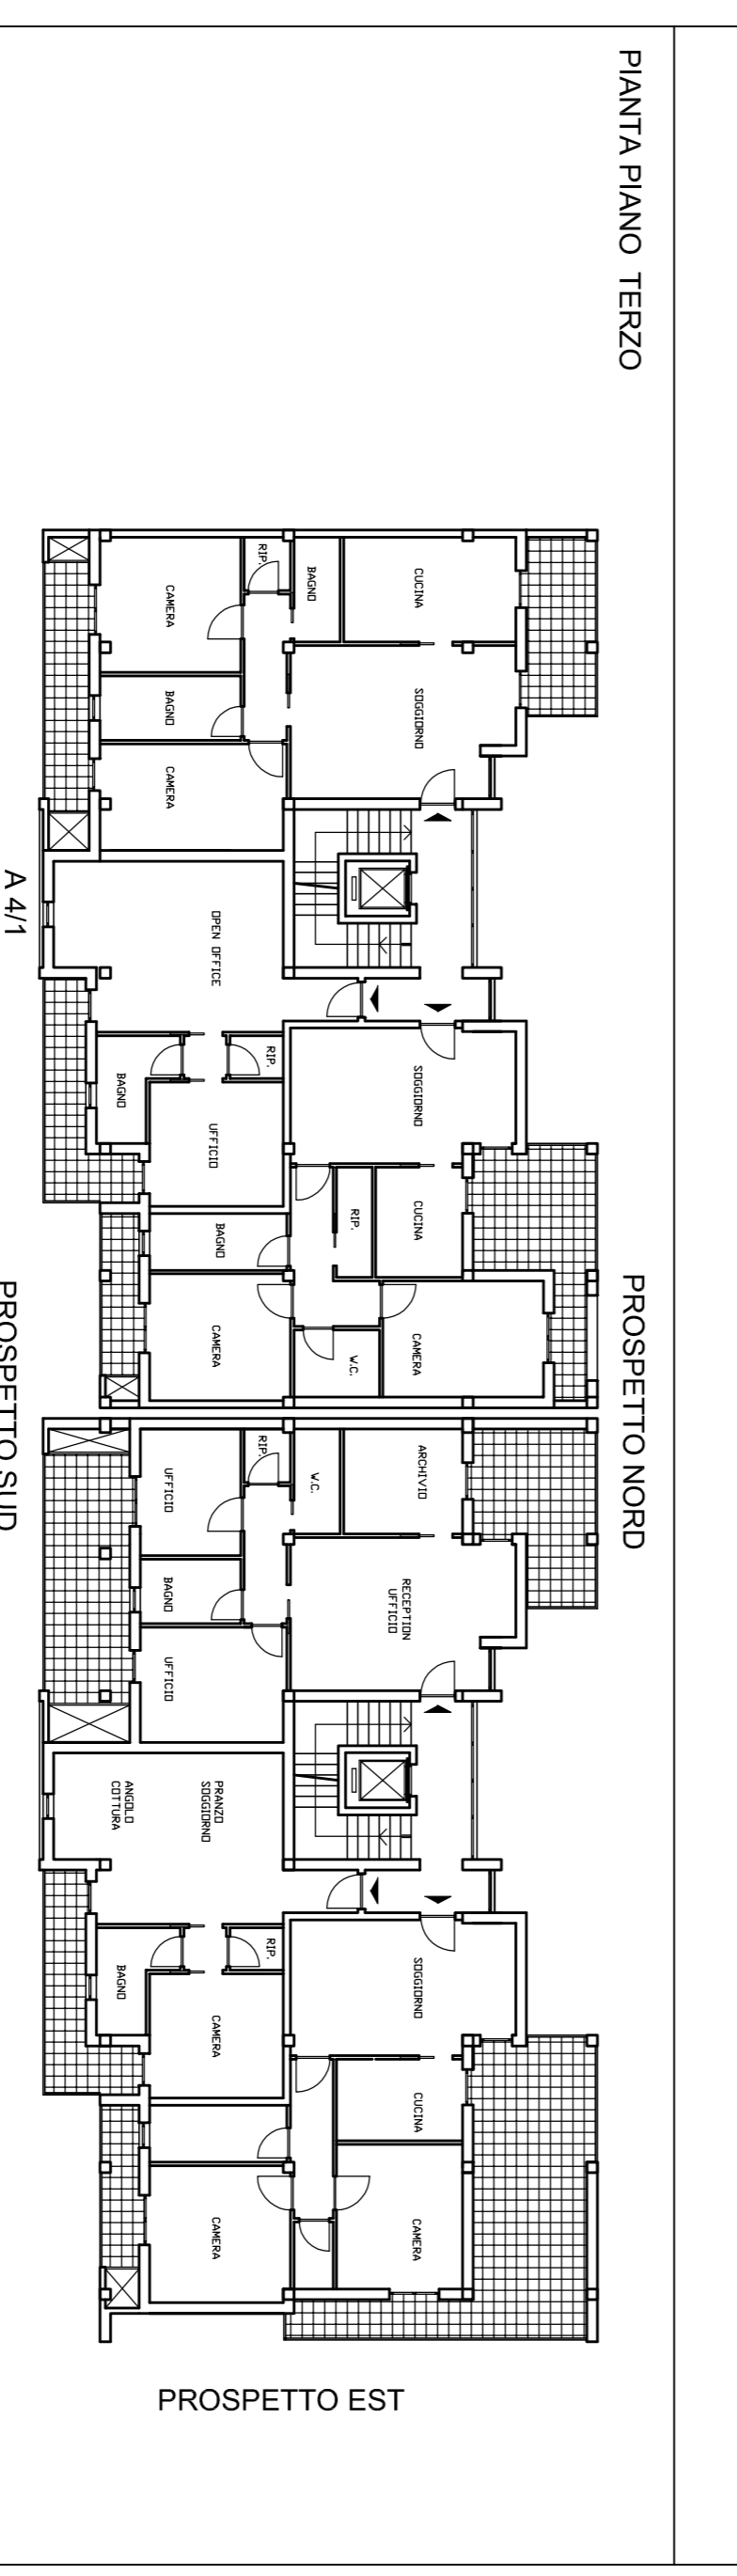 PIANTA PIANO TERZO
PROSPETTO NORD
CUCINA
SOGGIORNO
BAGNO
RIP.
CAMERA
BAGNO
CAMERA
OPEN OFFICE
RIP.
BAGNO
UFFICIO
SOGGIORNO
CUCINA
RIP.
BAGNO
CAMERA
W.C.
CAMERA
ARCHIVIO
W.C.
RIP.
UFFICIO
RECEPTION
UFFICIO
BAGNO
UFFICIO
PRANZO
SOGGIORNO
ANGOLO
COTTURA
RIP.
BAGNO
CAMERA
SOGGIORNO
CUCINA
CAMERA
CAMERA
A 4/1
PROSPETTO SUD
PROSPETTO EST